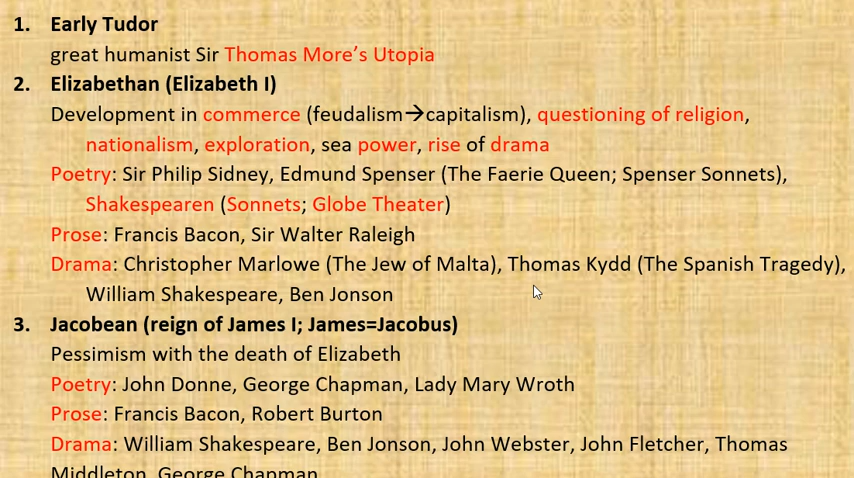 1. Early Tudor
great humanist Sir Thomas More's Utopia
2. Elizabethan (Elizabeth I)
Development in commerce (feudalism→capitalism), questioning of religion,
nationalism, exploration, sea power, rise of drama
Poetry: Sir Philip Sidney, Edmund Spenser (The Faerie Queen; Spenser Sonnets),
Shakespearen (Sonnets; Globe Theater)
Prose: Francis Bacon, Sir Walter Raleigh
Drama: Christopher Marlowe (The Jew of Malta), Thomas Kydd (The Spanish Tragedy),
William Shakespeare, Ben Jonson
3. Jacobean (reign of James I; James=Jacobus)
Pessimism with the death of Elizabeth
Poetry: John Donne, George Chapman, Lady Mary Wroth
Prose: Francis Bacon, Robert Burton
Drama: William Shakespeare, Ben Jonson, John Webster, John Fletcher, Thomas
Middleton, George Chapman